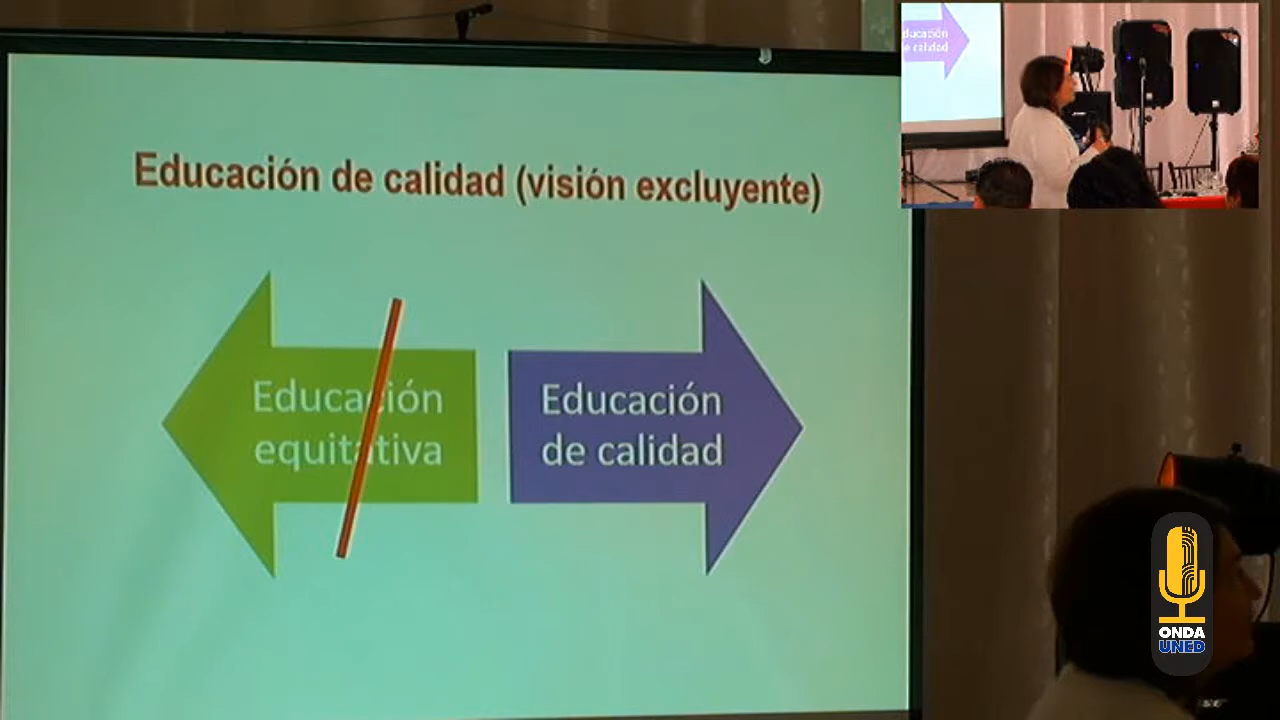 Educación de calidad (visión excluyente)
Educación
equitativa
Educación
de calidad
ducación
e calidad
ONDA
UNED